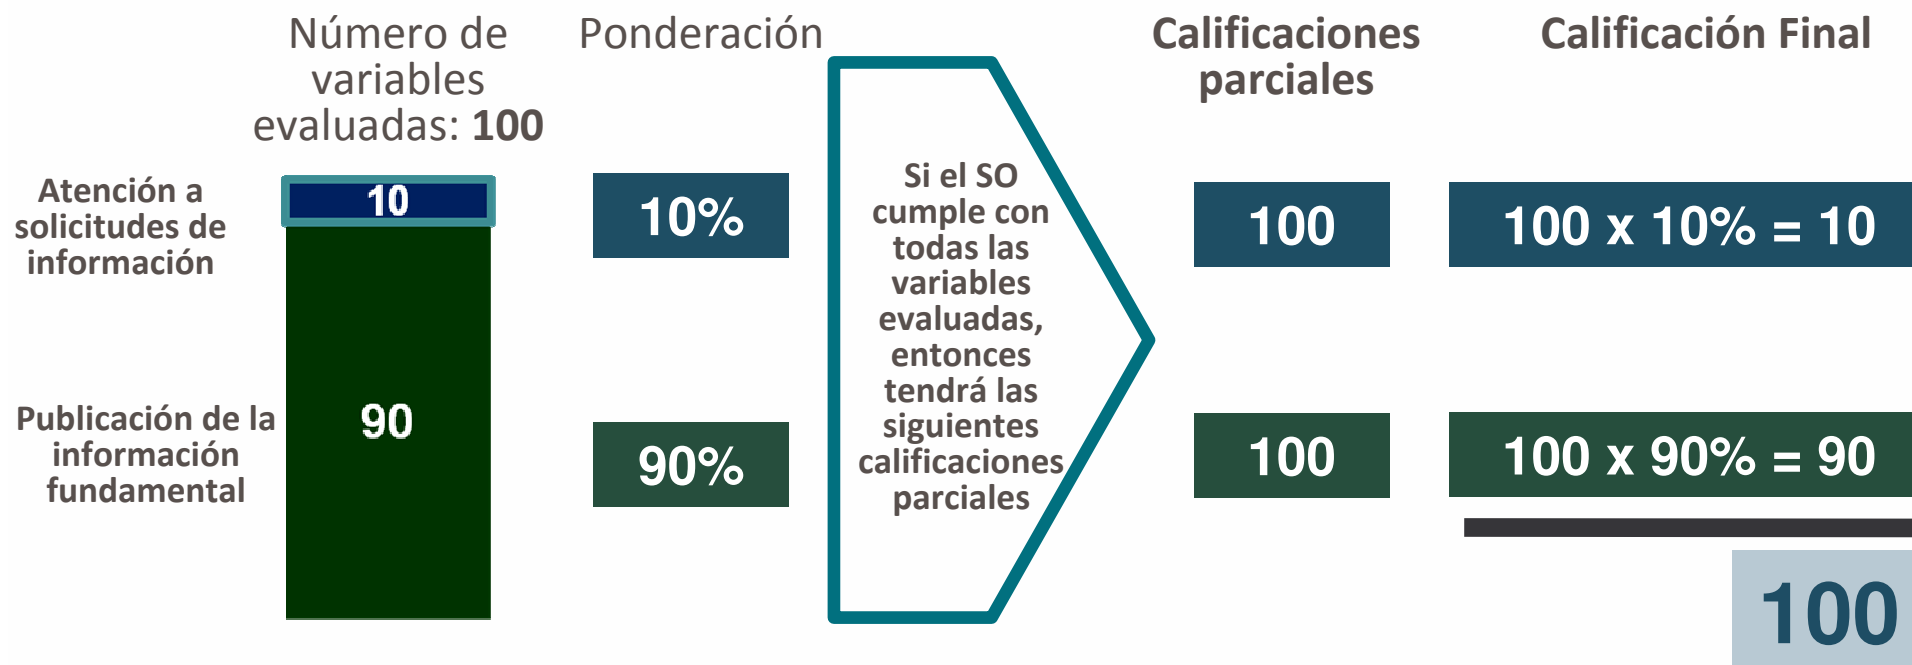 Número de
variables
evaluadas: 100
Ponderación
Calificaciones
parciales
Calificación Final
Atención a
solicitudes de
información
10
10%
Si el SO
cumple con
todas las
variables
evaluadas,
entonces
tendrá las
siguientes
calificaciones
parciales
100
100 x 10% = 10
Publicación de la
información
fundamental
90
90%
100
100 x 90% = 90
100